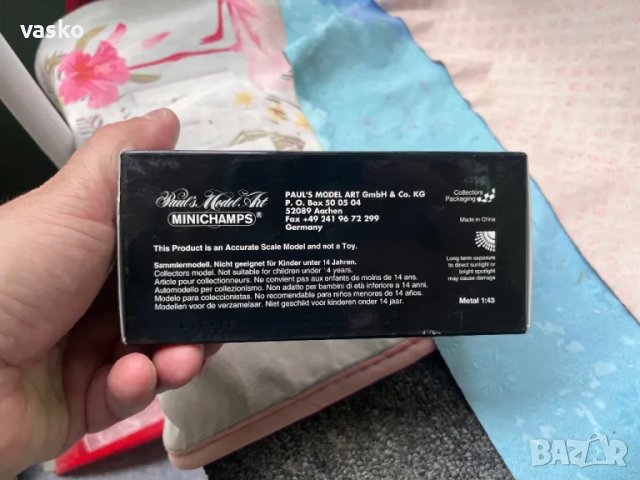 vasko
Paul's Model Art
MINICHAMPS®
PAUL'S MODEL ART GmbH & Co. KG
P. O. Box 50 05 04
52089 Aachen
Fax +49 241 96 72 299
Germany
Collectors
Packaging
Made in China
This Product is an Accurate Scale Model and not a Toy.
Sammlermodell. Nicht geeignet für Kinder unter 14 Jahren.
Collectors model. Not suitable for children under 14 years.
Article pour collectionneurs. Ne convient pas aux enfants de moins de 14 ans.
Automodello per collezionismo. Non adatto per bambini di età inferiore a 14 anni.
Modelo para coleccionistas. No recomendable para niños menores de 14 años.
Modellen voor de verzamelaar. Niet geschikt voor kinderen onder 14 jaar.
Long term exposure
to direct sunlight or
bright spotlight
may cause damage
Metal 1:43
BAZAR